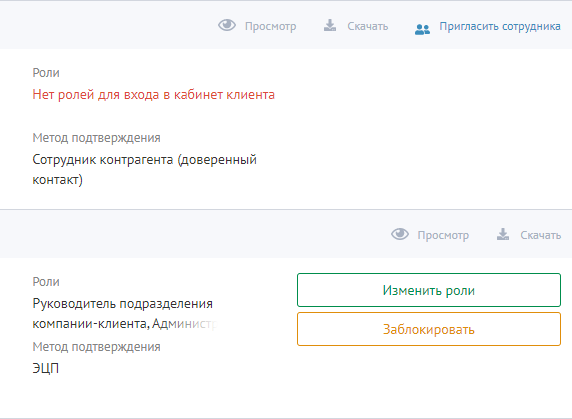 Просмотр Скачать Пригласить сотрудника
Роли
Нет ролей для входа в кабинет клиента
Метод подтверждения
Сотрудник контрагента (доверенный
контакт)
Просмотр Скачать
Роли
Руководитель подразделения
компании-клиента, Администр
Метод подтверждения
ЭЦП
Изменить роли
Заблокировать